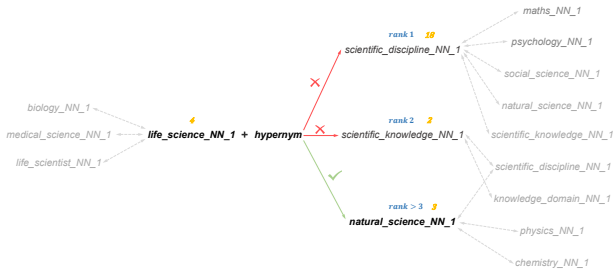 maths_NN_1
rank 1 18
psychology_NN_1
scientific_discipline_NN_1
social_science_NN_1
biology_NN_1
natural_science_NN_1
4
rank 2 2
medical_science_NN_1
life_science_NN_1 + hypernym
scientific_knowledge_NN_1
scientific_knowledge_NN_1
life_scientist_NN_1
scientific_discipline_NN_1
knowledge_domain_NN_1
rank > 3 3
natural_science_NN_1
physics_NN_1
chemistry_NN_1